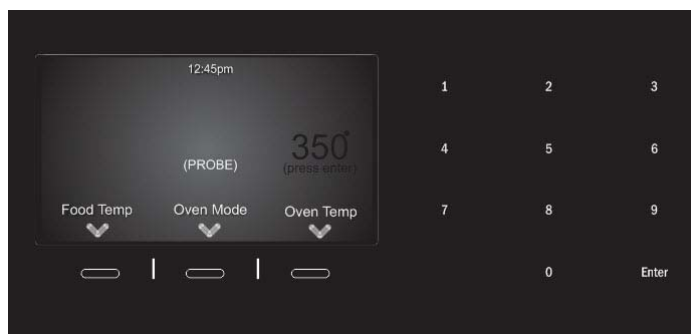 12:45pm
350°
(PROBE)
(press enter)
Food Temp
Oven Mode
Oven Temp
1 2 3
4 5 6
7 8 9
0 Enter